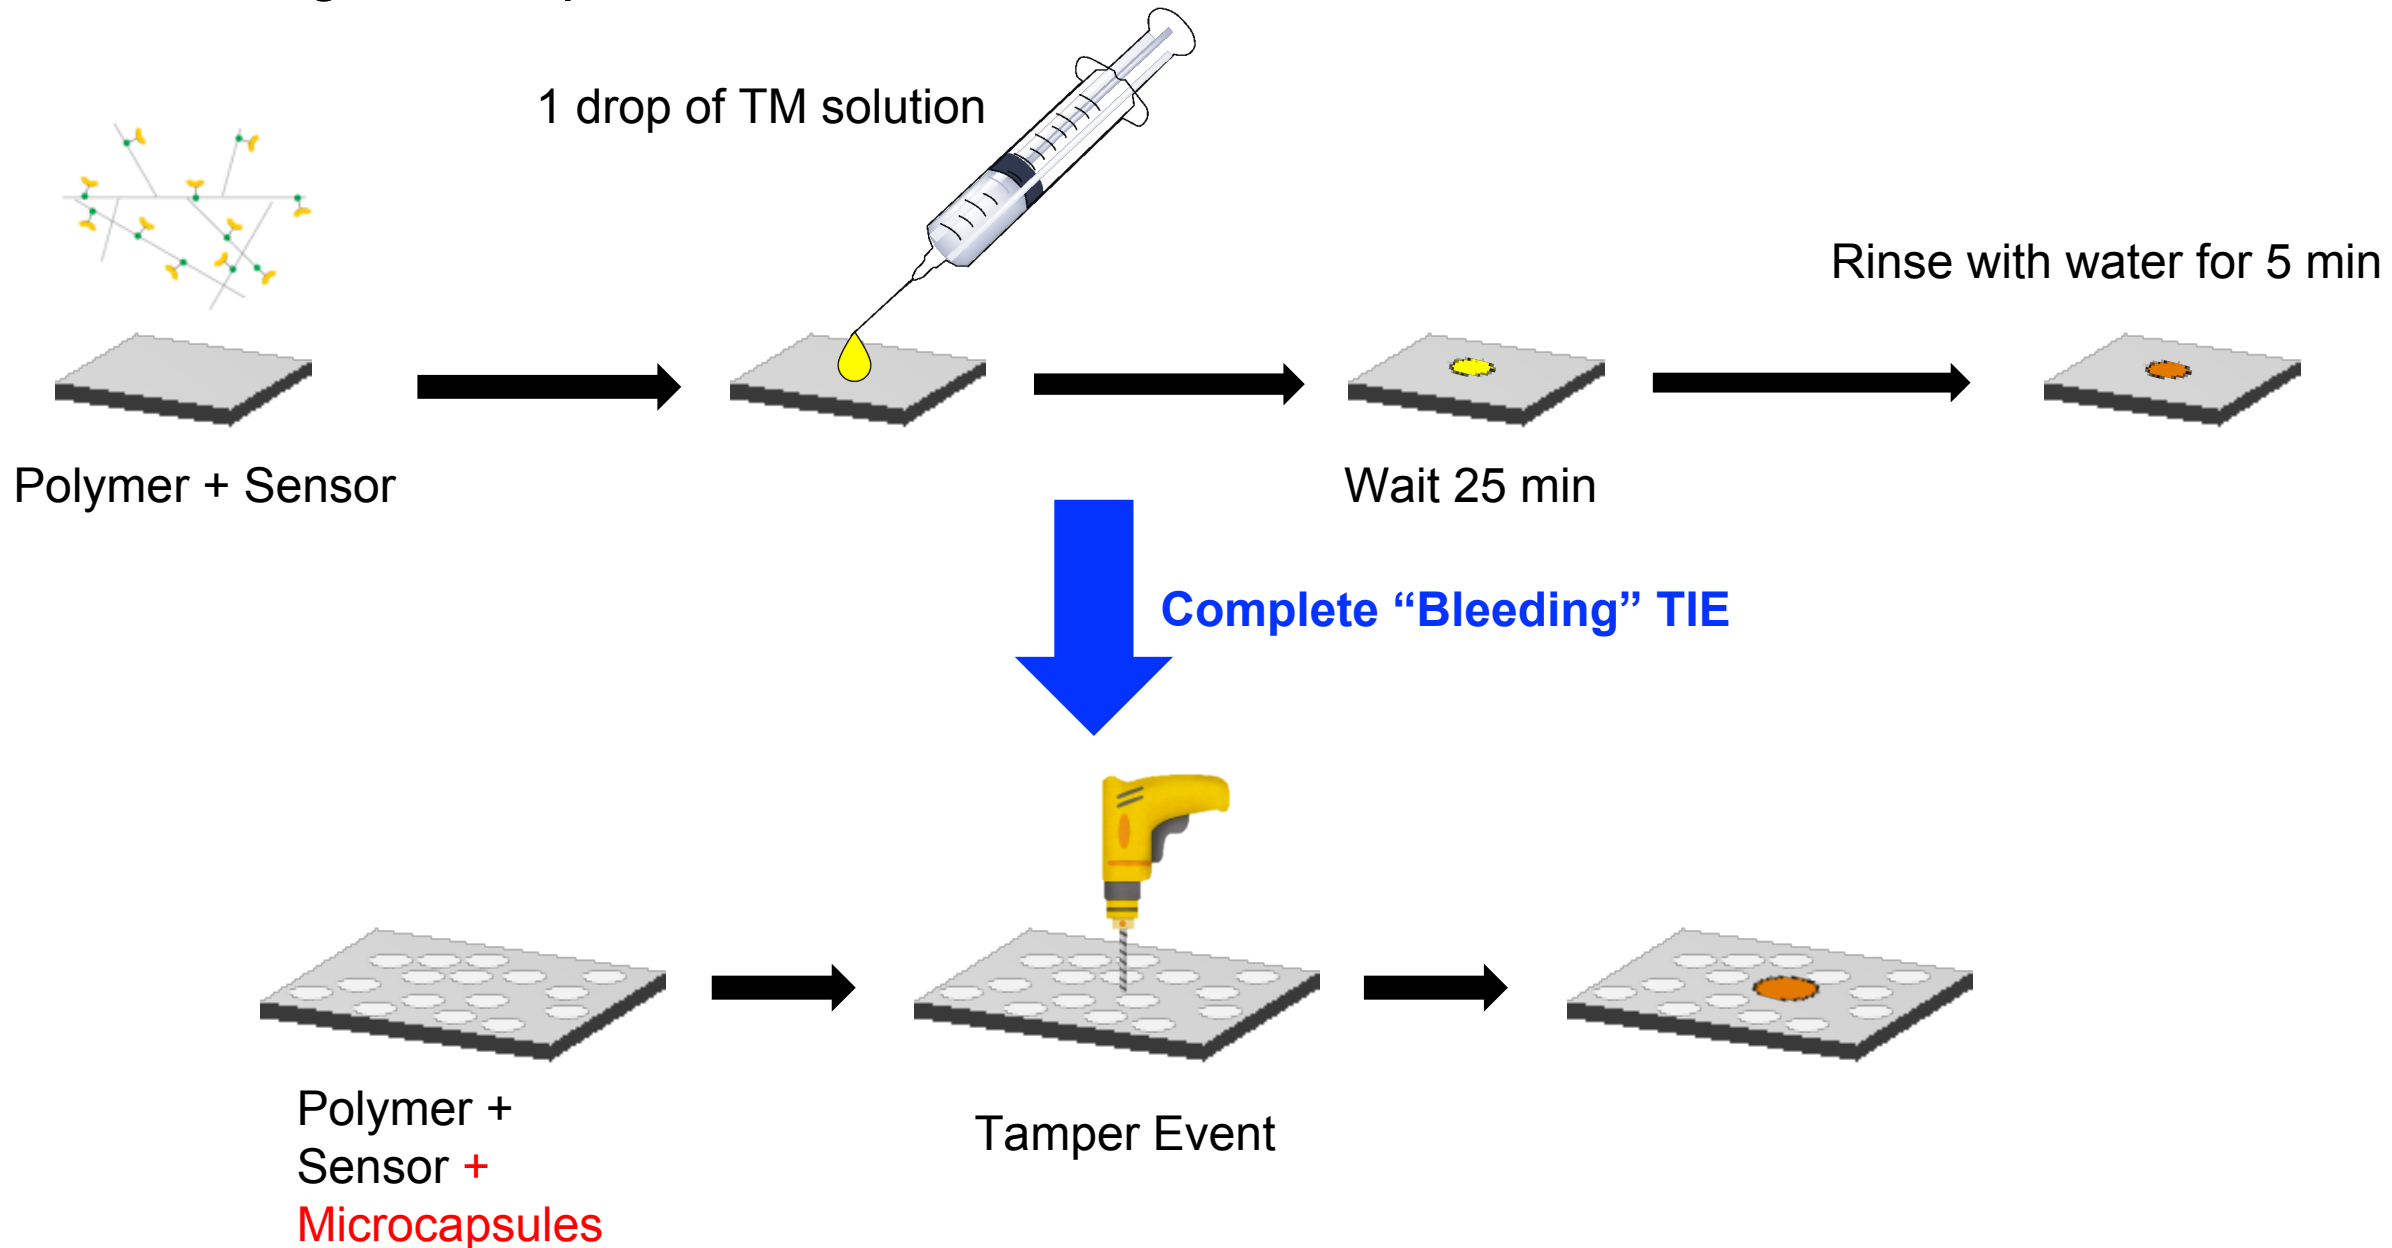 1 drop of TM solution
Rinse with water for 5 min
Polymer + Sensor
Wait 25 min
Complete “Bleeding” TIE
Polymer +
Sensor +
Microcapsules
Tamper Event